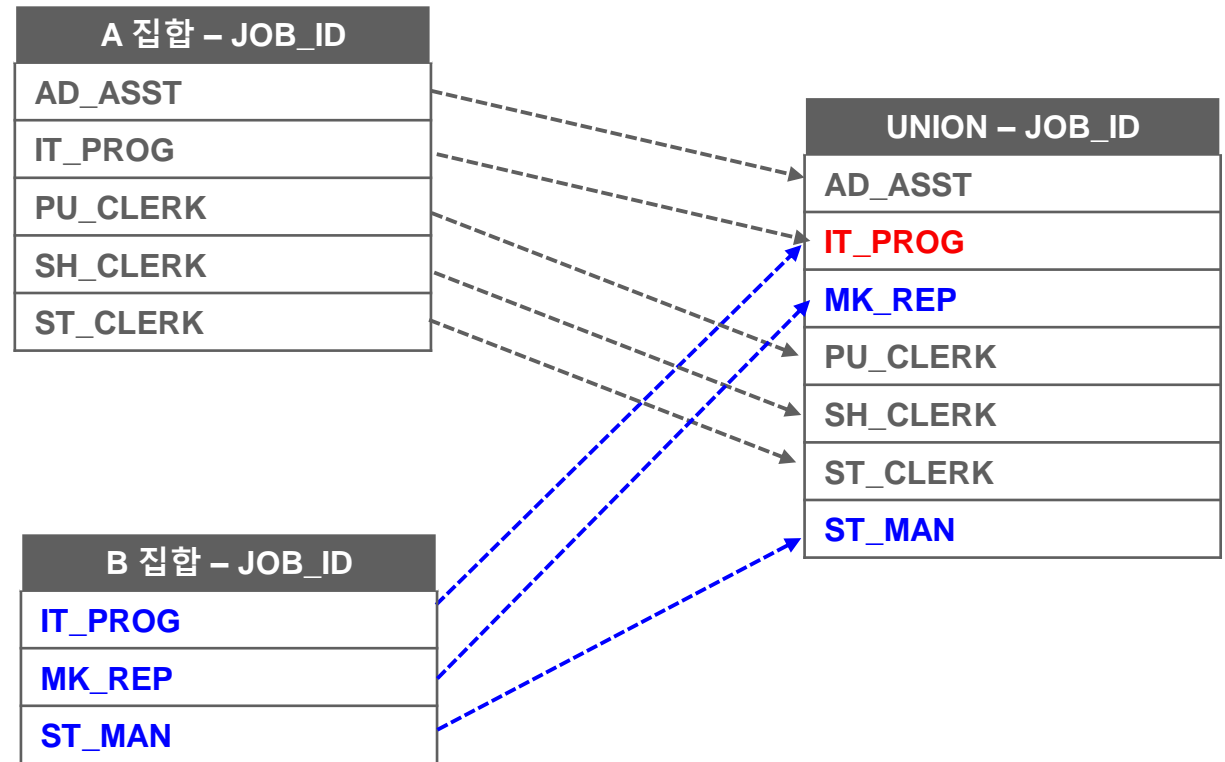 A 집합 – JOB_ID
AD_ASST
IT_PROG
PU_CLERK
SH_CLERK
ST_CLERK
UNION – JOB_ID
AD_ASST
IT_PROG
MK_REP
PU_CLERK
SH_CLERK
ST_CLERK
ST_MAN
B 집합 – JOB_ID
IT_PROG
MK_REP
ST_MAN